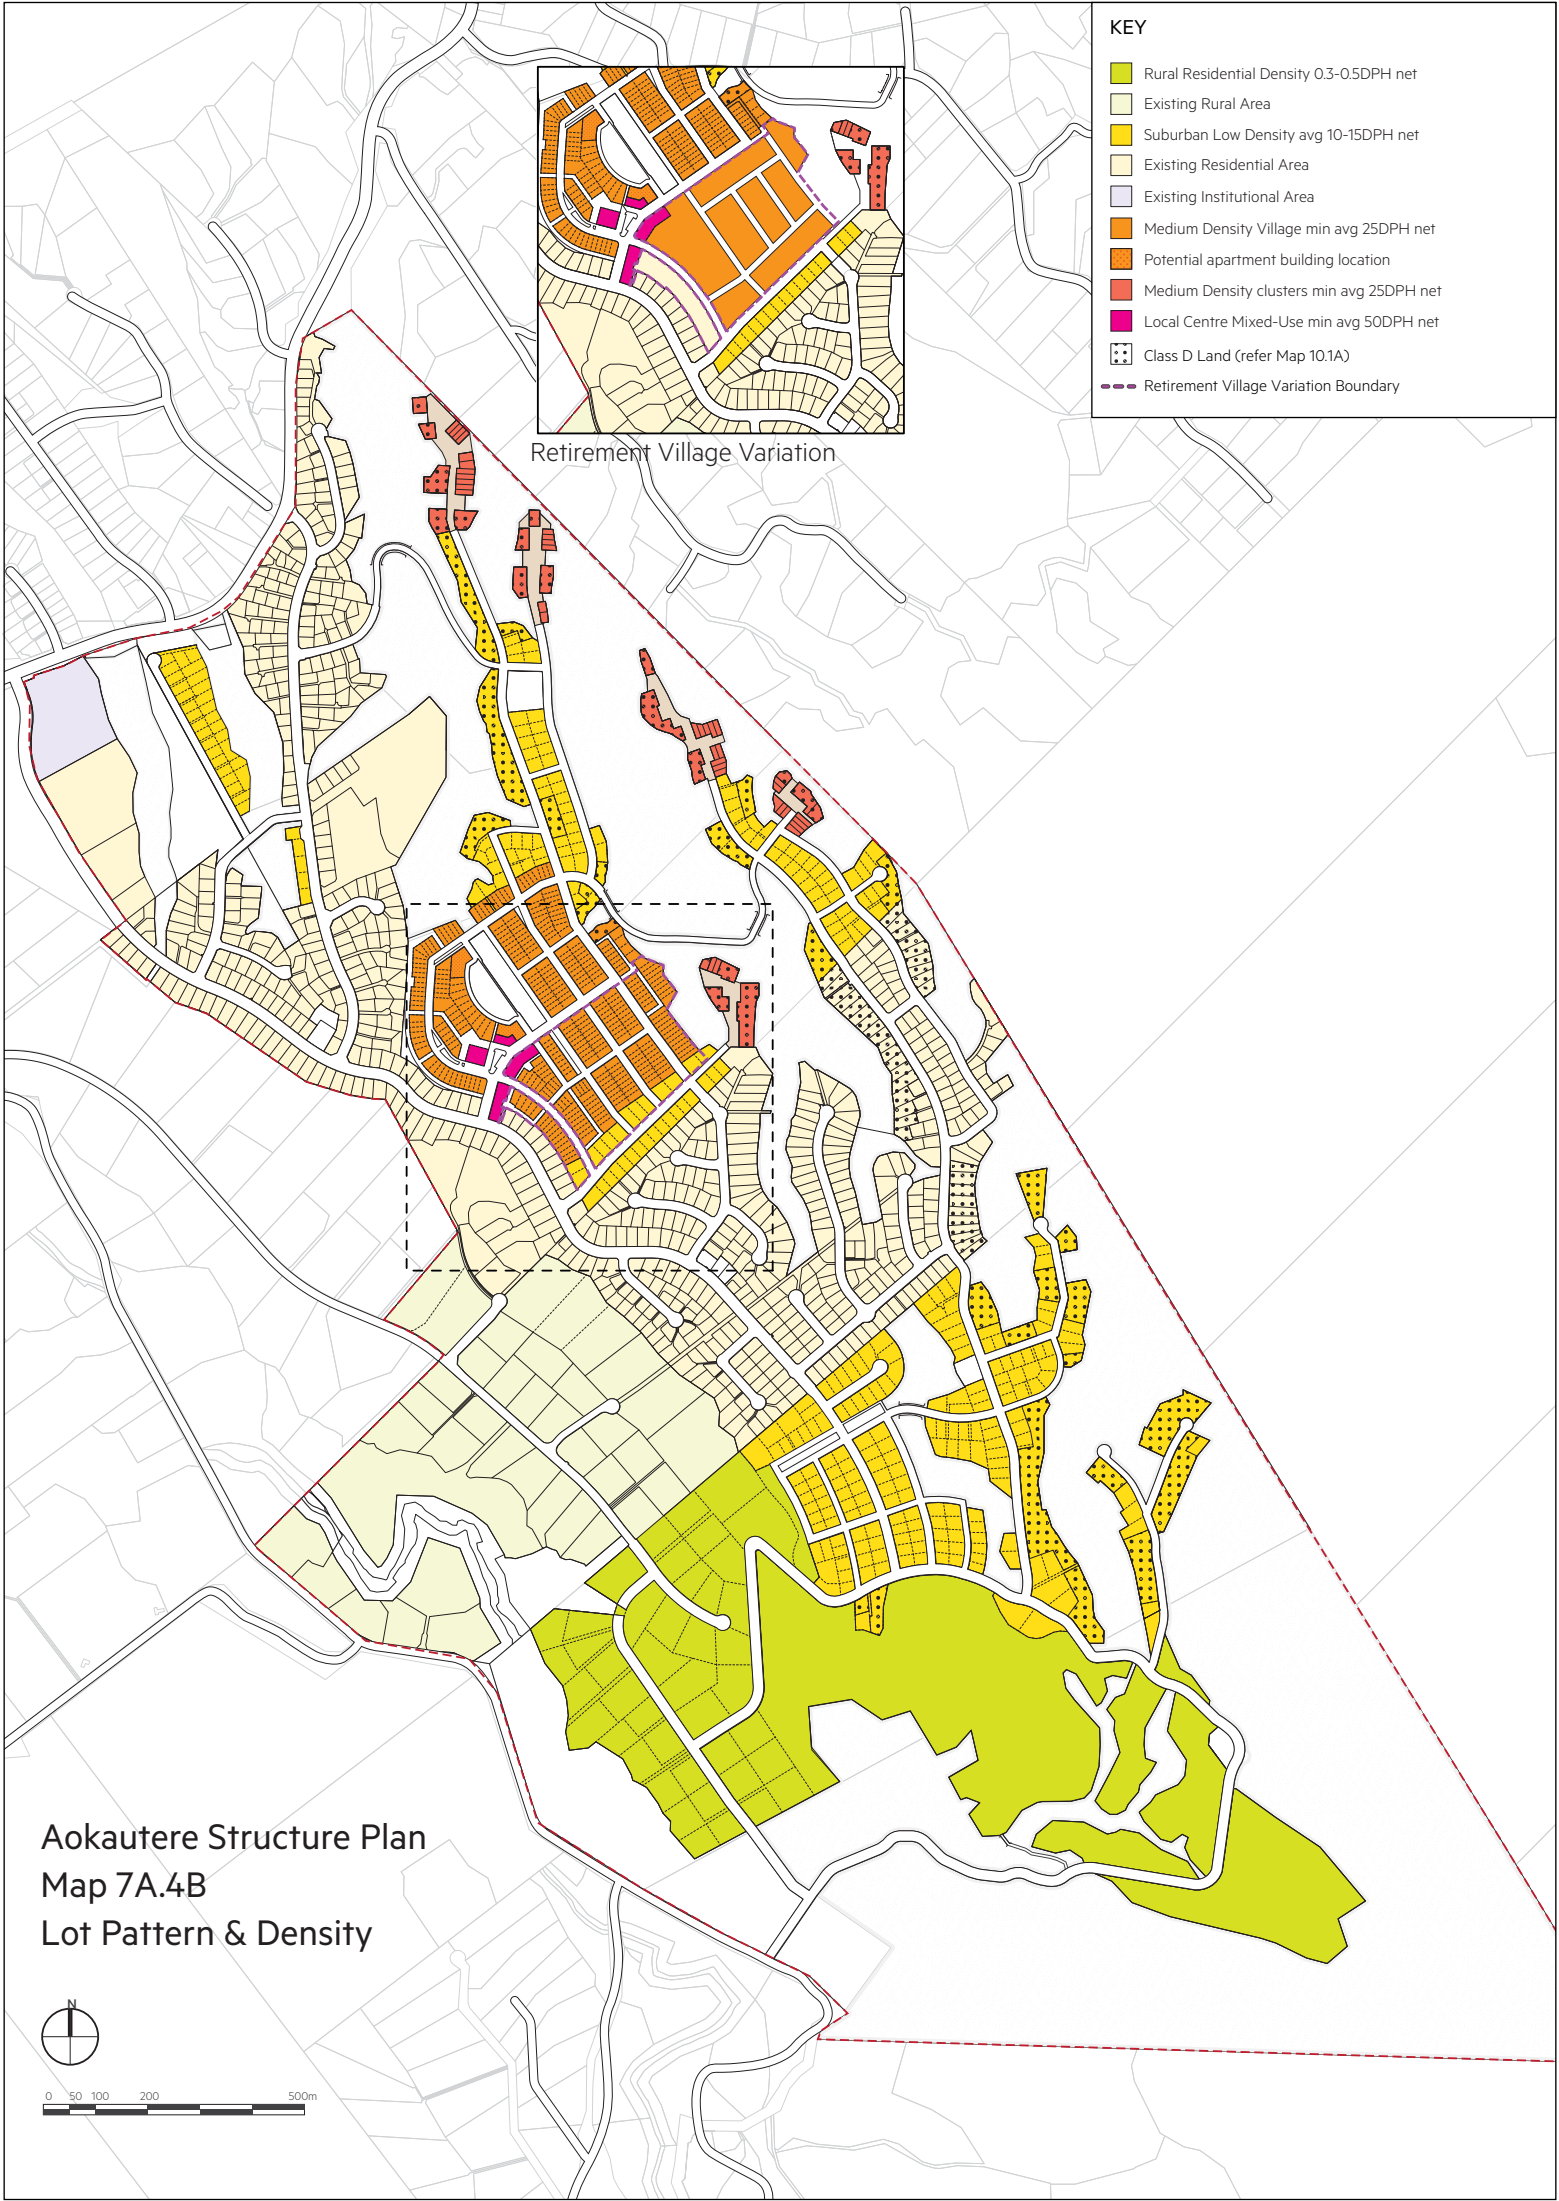 KEY
Rural Residential Density 0.3-0.5DPH net
Existing Rural Area
Suburban Low Density avg 10-15DPH net
Existing Residential Area
Existing Institutional Area
Medium Density Village min avg 25DPH net
Potential apartment building location
Medium Density clusters min avg 25DPH net
Local Centre Mixed-Use min avg 50DPH net
Class D Land (refer Map 10.1A)
Retirement Village Variation Boundary
Retirement Village Variation
Aokautere Structure Plan
Map 7A.4B
Lot Pattern & Density
N
0 50 100 200 500m